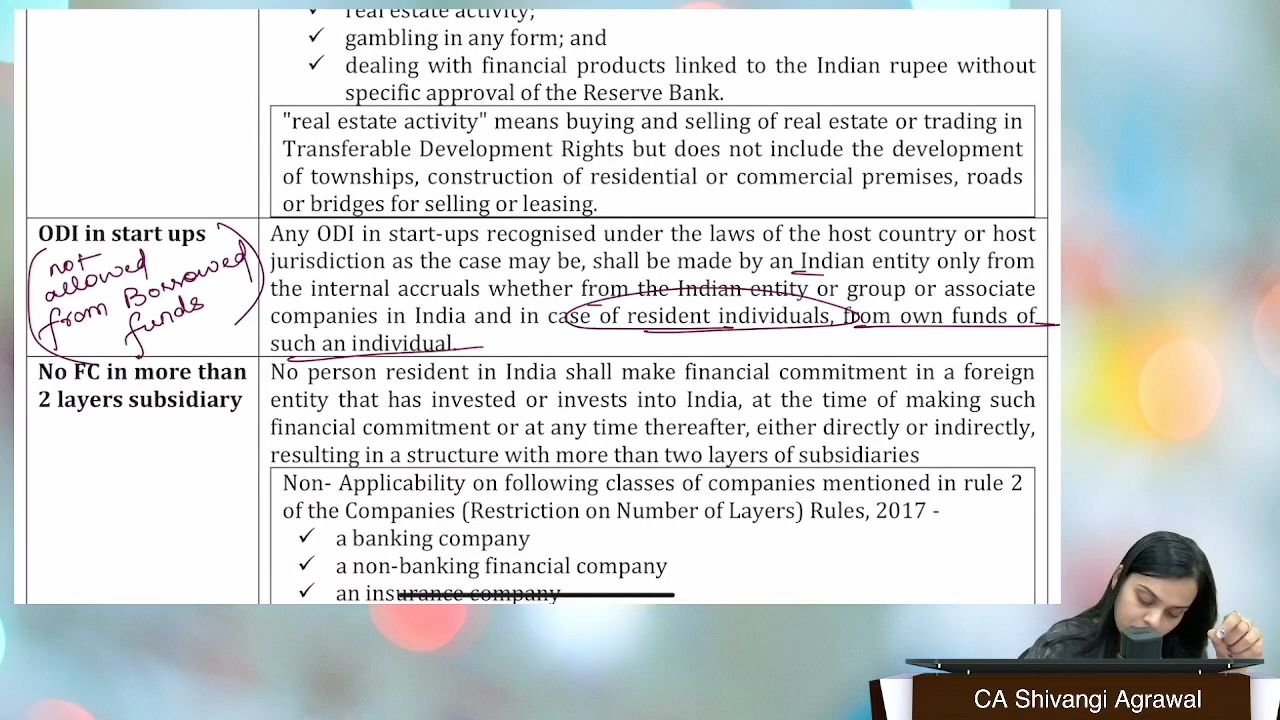 real estate activity;
✓ gambling in any form; and
✓ dealing with financial products linked to the Indian rupee without
specific approval of the Reserve Bank.
"real estate activity" means buying and selling of real estate or trading in
Transferable Development Rights but does not include the development
of townships, construction of residential or commercial premises, roads
or bridges for selling or leasing.
ODI in start ups
not
allowed
from Borrowed
funds
Any ODI in start-ups recognised under the laws of the host country or host
jurisdiction as the case may be, shall be made by an Indian entity only from
the internal accruals whether from the Indian entity or group or associate
companies in India and in case of resident individuals, from own funds of
such an individual.
No FC in more than
2 layers subsidiary
No person resident in India shall make financial commitment in a foreign
entity that has invested or invests into India, at the time of making such
financial commitment or at any time thereafter, either directly or indirectly,
resulting in a structure with more than two layers of subsidiaries
Non- Applicability on following classes of companies mentioned in rule 2
of the Companies (Restriction on Number of Layers) Rules, 2017 -
✓ a banking company
✓ a non-banking financial company
✓ an insurance company
CA Shivangi Agrawal